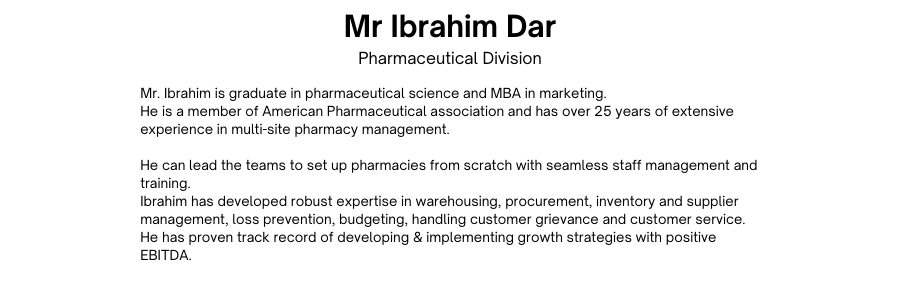 Mr Ibrahim Dar
Pharmaceutical Division
Mr. Ibrahim is graduate in pharmaceutical science and MBA in marketing.
He is a member of American Pharmaceutical association and has over 25 years of extensive
experience in multi-site pharmacy management.
He can lead the teams to set up pharmacies from scratch with seamless staff management and
training.
Ibrahim has developed robust expertise in warehousing, procurement, inventory and supplier
management, loss prevention, budgeting, handling customer grievance and customer service.
He has proven track record of developing & implementing growth strategies with positive
EBITDA.